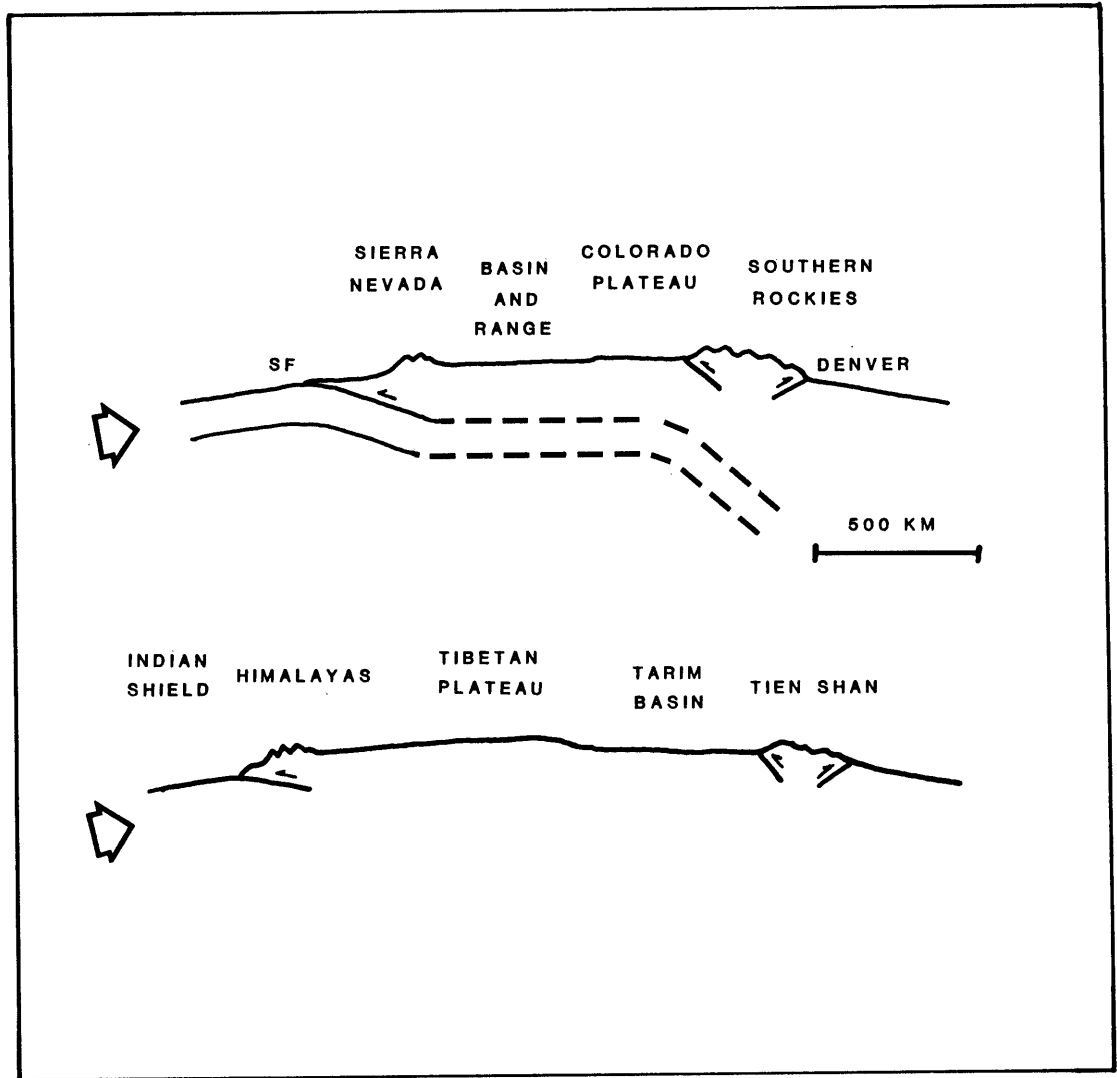 SIERRA
NEVADA
BASIN
AND
RANGE
COLORADO
PLATEAU
SOUTHERN
ROCKIES
SF
DENVER
500 KM
INDIAN
SHIELD
HIMALAYAS
TIBETAN
PLATEAU
TARIM
BASIN
TIEN SHAN